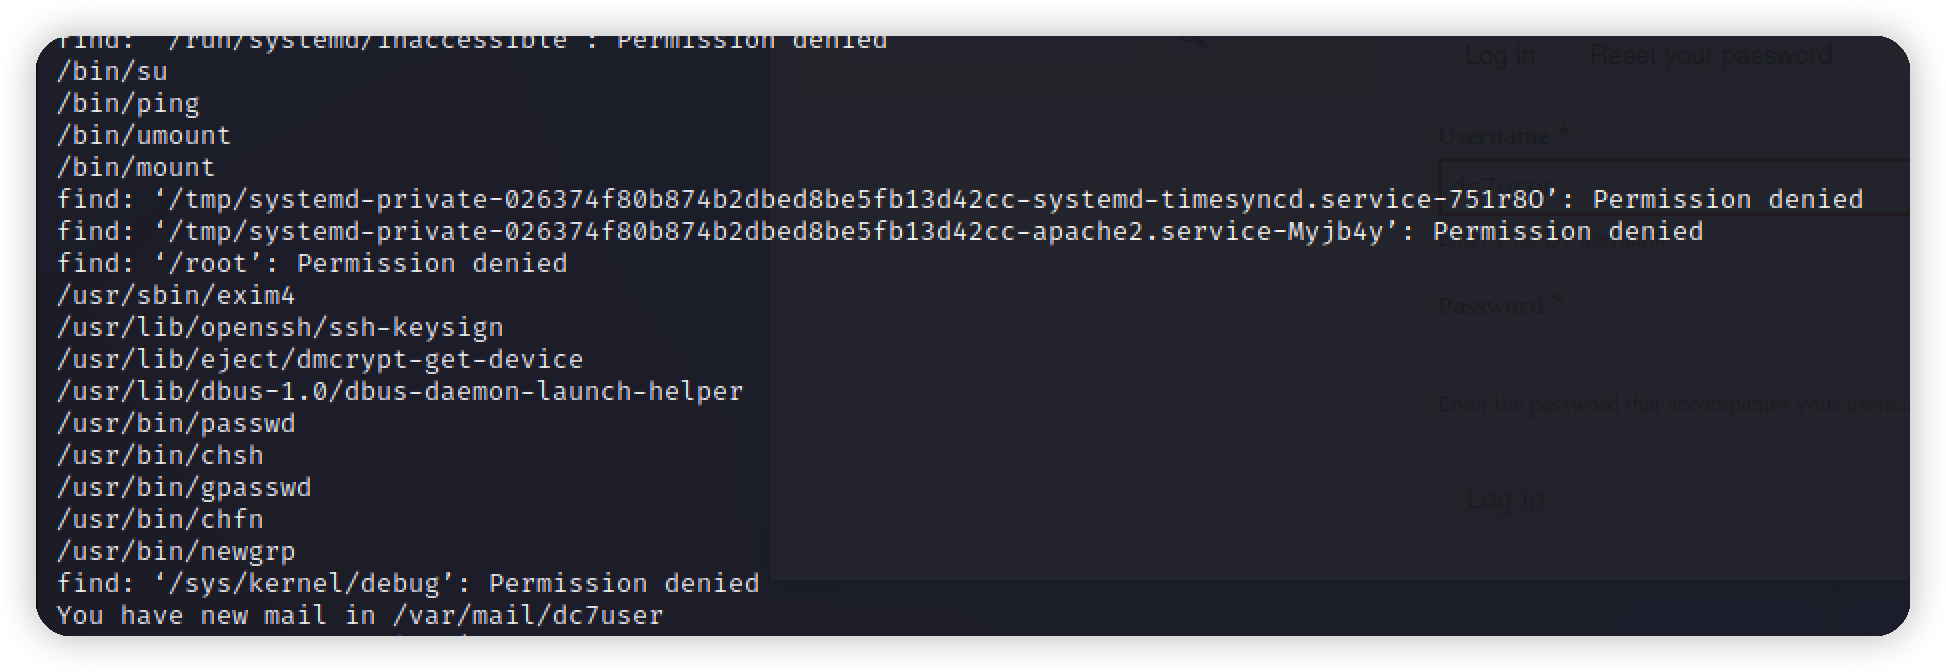 find: ‘/run/systemd/inaccessible’: Permission denied
/bin/su
/bin/ping
/bin/umount
/bin/mount
find: ‘/tmp/systemd-private-026374f80b874b2dbed8be5fb13d42cc-systemd-timesyncd.service-751r8O’: Permission denied
find: ‘/tmp/systemd-private-026374f80b874b2dbed8be5fb13d42cc-apache2.service-Myjb4y’: Permission denied
find: ‘/root’: Permission denied
/usr/sbin/exim4
/usr/lib/openssh/ssh-keysign
/usr/lib/eject/dmcrypt-get-device
/usr/lib/dbus-1.0/dbus-daemon-launch-helper
/usr/bin/passwd
/usr/bin/chsh
/usr/bin/gpasswd
/usr/bin/chfn
/usr/bin/newgrp
find: ‘/sys/kernel/debug’: Permission denied
You have new mail in /var/mail/dc7user
Log in
Reset your password
Username *
Password *
Enter the password that accompanies your
Log in